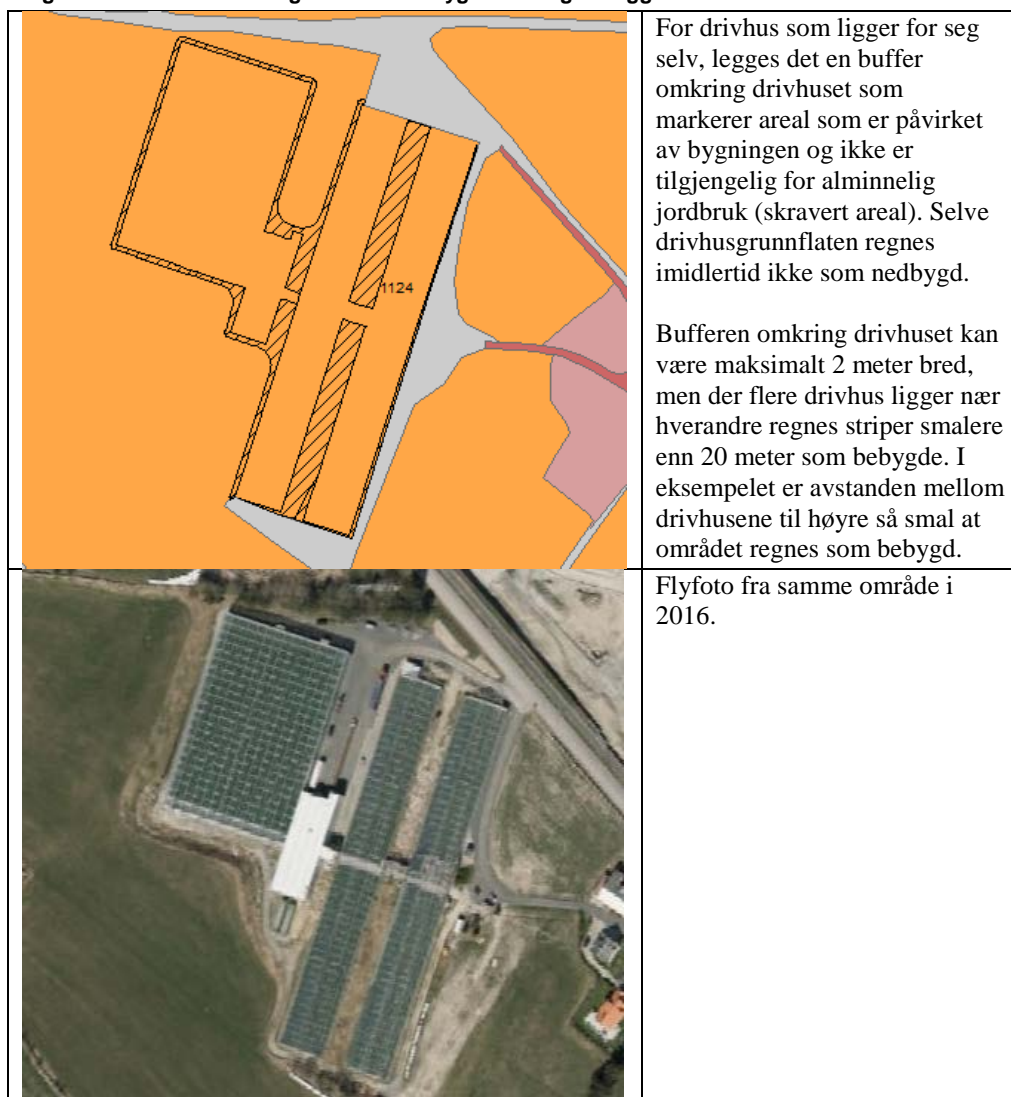 1124
For drivhus som ligger for seg
selv, legges det en buffer
omkring drivhuset som
markerer areal som er påvirket
av bygningen og ikke er
tilgjengelig for alminnelig
jordbruk (skravert areal). Selve
drivhusgrunnflaten regnes
imidlertid ikke som nedbygd.
Bufferen omkring drivhuset kan
være maksimalt 2 meter bred,
men der flere drivhus ligger nær
hverandre regnes striper smalere
enn 20 meter som bebygde. I
eksempelet er avstanden mellom
drivhusene til høyre så smal at
området regnes som bebygd.
Flyfoto fra samme område i
2016.